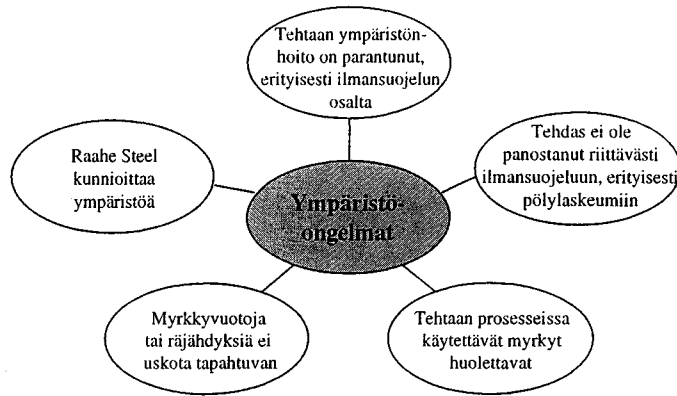 Tehtaan ympäristön-
hoito on parantunut,
erityisesti ilmansuojelun
osalta
Raahe Steel
kunnioittaa
ympäristöä
Tehdas ei ole
panostanut riittävästi
ilmansuojeluun, erityisesti
pölylaskeumiin
Ympäristö-
ongelmat
Myrkkyvuotoja
tai räjähdyksiä ei
uskota tapahtuvan
Tehtaan prosesseissa
käytettävät myrkyt
huolettavat